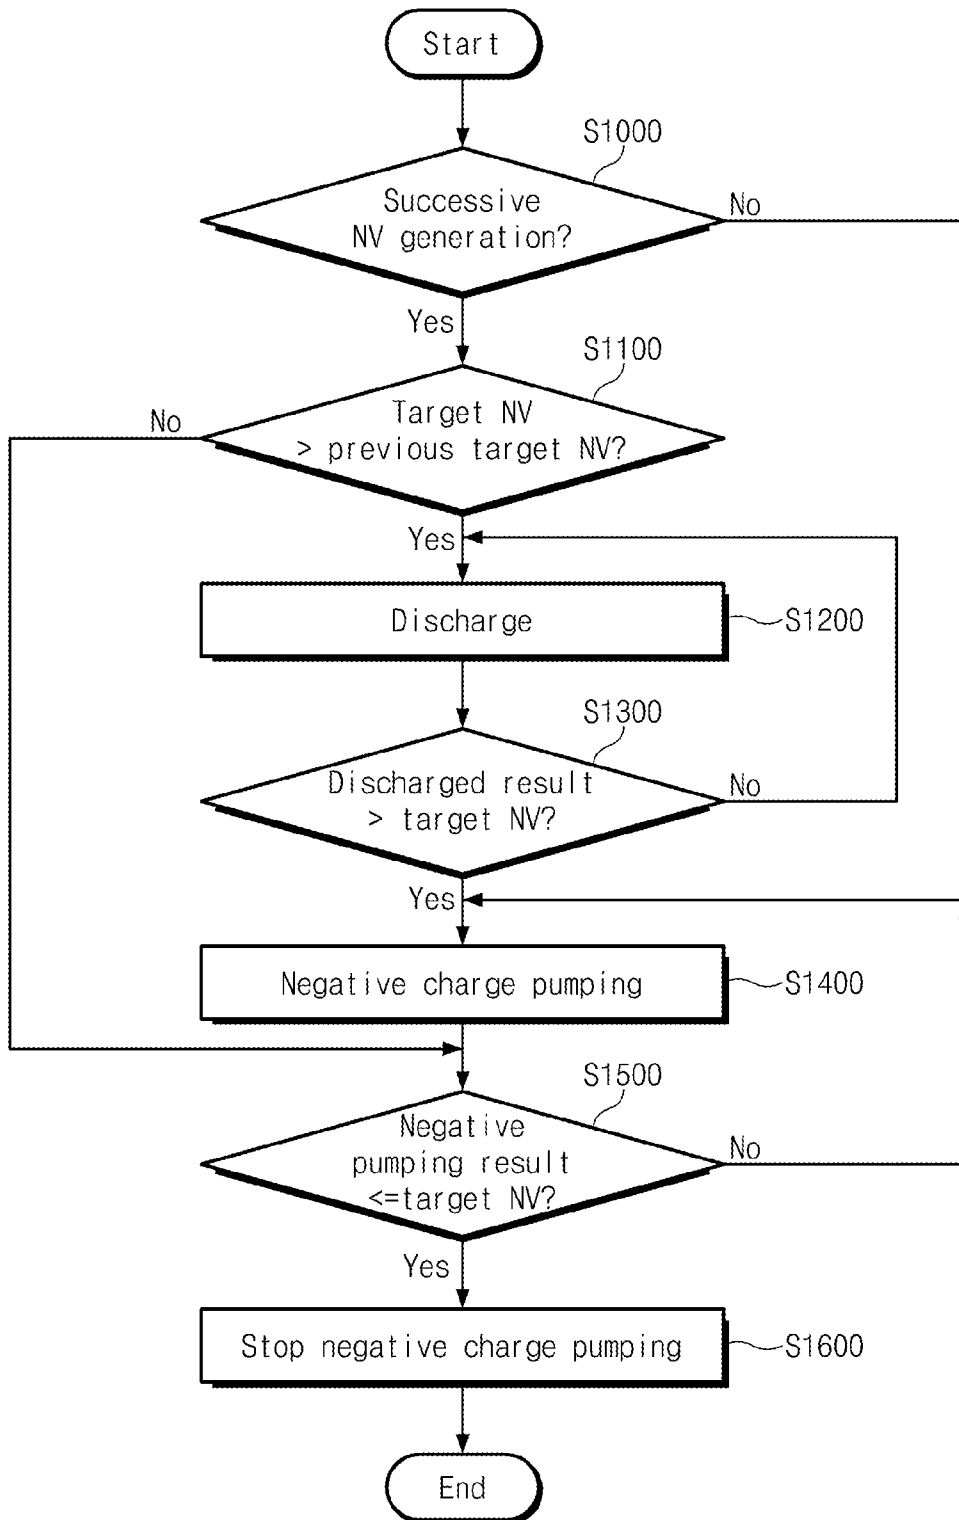 Start
S1000
Successive
NV generation?
No
Yes
S1100
Target NV
> previous target NV?
No
Yes
Discharge
S1200
S1300
Discharged result
> target NV?
No
Yes
Negative charge pumping
S1400
S1500
Negative
pumping result
<=target NV?
No
Yes
Stop negative charge pumping
S1600
End